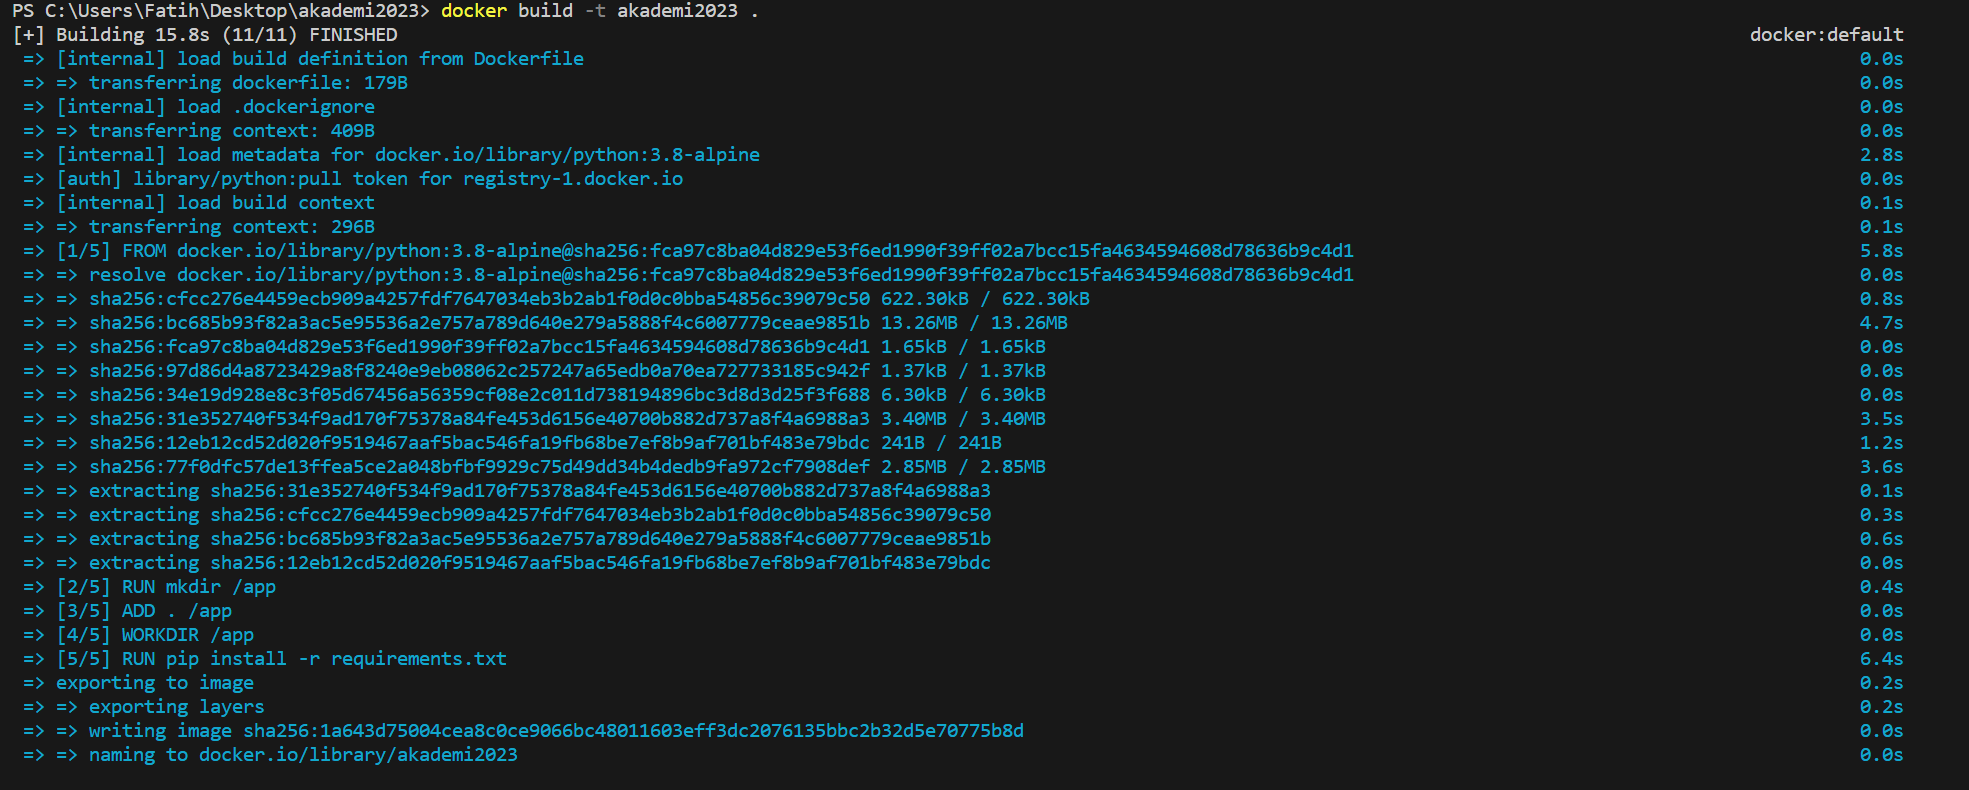 PS C:\Users\Fatih\Desktop\akademi2023> docker build -t akademi2023 .
[+] Building 15.8s (11/11) FINISHED docker:default
=> [internal] load build definition from Dockerfile 0.0s
=> => transferring dockerfile: 179B 0.0s
=> [internal] load .dockerignore 0.0s
=> => transferring context: 409B 0.0s
=> [internal] load metadata for docker.io/library/python:3.8-alpine 2.8s
=> [auth] library/python:pull token for registry-1.docker.io 0.0s
=> [internal] load build context 0.1s
=> => transferring context: 296B 0.1s
=> [1/5] FROM docker.io/library/python:3.8-alpine@sha256:fca97c8ba04d829e53f6ed1990f39ff02a7bcc15fa4634594608d78636b9c4d1 5.8s
=> => resolve docker.io/library/python:3.8-alpine@sha256:fca97c8ba04d829e53f6ed1990f39ff02a7bcc15fa4634594608d78636b9c4d1 0.0s
=> => sha256:cfcc276e4459ecb909a4257fdf7647034eb3b2ab1f0d0c0bba54856c39079c50 622.30kB / 622.30kB 0.8s
=> => sha256:bc685b93f82a3ac5e95536a2e757a789d640e279a5888f4c6007779ceae9851b 13.26MB / 13.26MB 4.7s
=> => sha256:fca97c8ba04d829e53f6ed1990f39ff02a7bcc15fa4634594608d78636b9c4d1 1.65kB / 1.65kB 0.0s
=> => sha256:97d86d4a8723429a8f8240e9eb08062c257247a65edb0a70ea727733185c942f 1.37kB / 1.37kB 0.0s
=> => sha256:34e19d928e8c3f05d67456a56359cf08e2c011d738194896bc3d8d3d25f3f688 6.30kB / 6.30kB 0.0s
=> => sha256:31e352740f534f9ad170f75378a84fe453d6156e40700b882d737a8f4a6988a3 3.40MB / 3.40MB 3.5s
=> => sha256:12eb12cd52d020f9519467aaf5bac546fa19fb68be7ef8b9af701bf483e79bdc 241B / 241B 1.2s
=> => sha256:77f0dfc57de13ffea5ce2a048bfbf9929c75d49dd34b4dedb9fa972cf7908def 2.85MB / 2.85MB 3.6s
=> => extracting sha256:31e352740f534f9ad170f75378a84fe453d6156e40700b882d737a8f4a6988a3 0.1s
=> => extracting sha256:cfcc276e4459ecb909a4257fdf7647034eb3b2ab1f0d0c0bba54856c39079c50 0.3s
=> => extracting sha256:bc685b93f82a3ac5e95536a2e757a789d640e279a5888f4c6007779ceae9851b 0.6s
=> => extracting sha256:12eb12cd52d020f9519467aaf5bac546fa19fb68be7ef8b9af701bf483e79bdc 0.0s
=> [2/5] RUN mkdir /app 0.4s
=> [3/5] ADD . /app 0.0s
=> [4/5] WORKDIR /app 0.0s
=> [5/5] RUN pip install -r requirements.txt 6.4s
=> exporting to image 0.2s
=> => exporting layers 0.2s
=> => writing image sha256:1a643d75004cea8c0ce9066bc48011603eff3dc2076135bbc2b32d5e70775b8d 0.0s
=> => naming to docker.io/library/akademi2023 0.0s